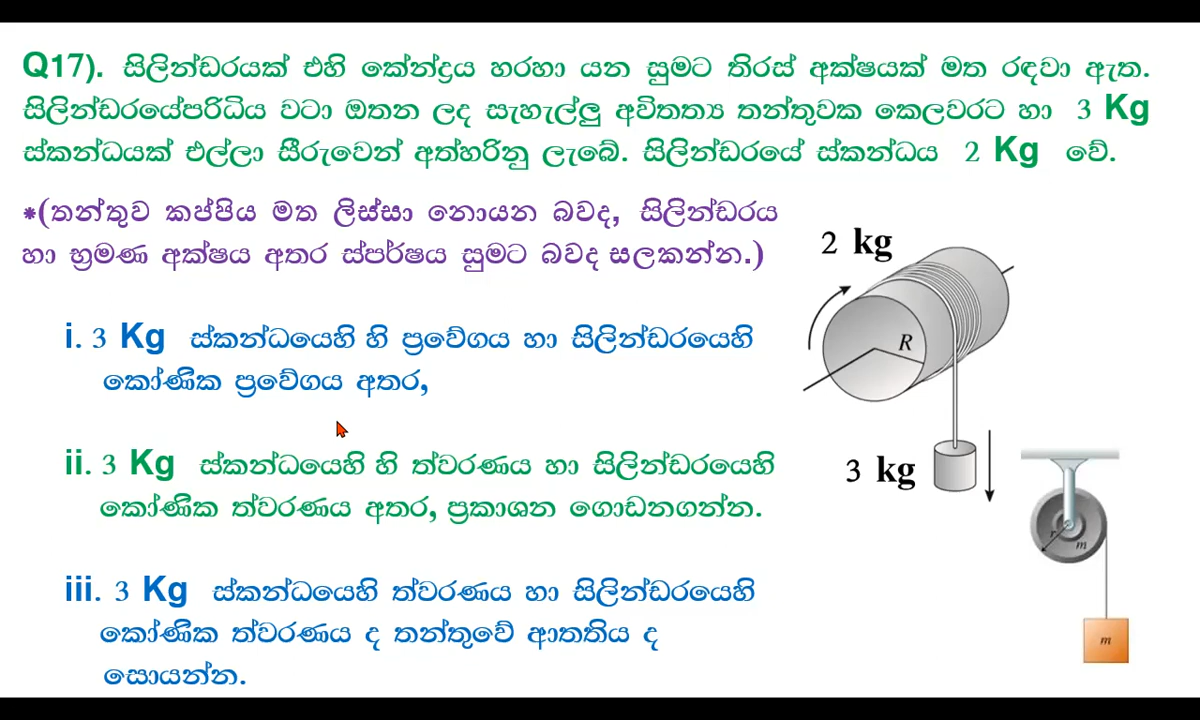 Q17). සිලින්ඩරයක් එහි කේන්ද්‍රය හරහා යන සුමට තිරස් අක්ෂයක් මත රඳවා ඇත.
සිලින්ඩරයේපරිධිය වටා ඔතන ලද සැහැල්ලු අවිතත්‍ය තන්තුවක කෙලවරට හා 3 Kg
ස්කන්ධයක් එල්ලා සීරුවෙන් අත්හරිනු ලැබේ. සිලින්ඩරයේ ස්කන්ධය 2 Kg වේ.
*(තන්තුව කප්පිය මත ලිස්සා නොයන බවද, සිලින්ඩරය
හා භ්‍රමණ අක්ෂය අතර ස්පර්ෂය සුමට බවද සලකන්න.)
i. 3 Kg ස්කන්ධයෙහි හි ප්‍රවේගය හා සිලින්ඩරයෙහි
කෝණික ප්‍රවේගය අතර,
ii. 3 Kg ස්කන්ධයෙහි හි ත්වරණය හා සිලින්ඩරයෙහි
කෝණික ත්වරණය අතර, ප්‍රකාශන ගොඩනගන්න.
iii. 3 Kg ස්කන්ධයෙහි ත්වරණය හා සිලින්ඩරයෙහි
කෝණික ත්වරණය ද තන්තුවේ ආතතිය ද
සොයන්න.
2 kg
R
3 kg
r
m
m